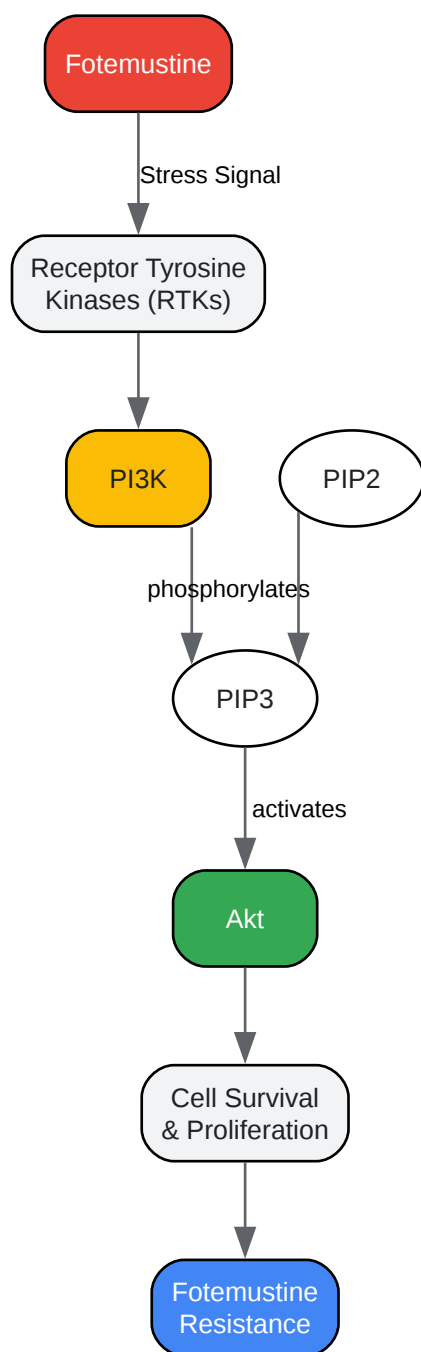 Fotemustine
Stress Signal
Receptor Tyrosine
Kinases (RTKs)
PI3K
PIP2
phosphorylates
PIP3
activates
Akt
Cell Survival
& Proliferation
Fotemustine
Resistance